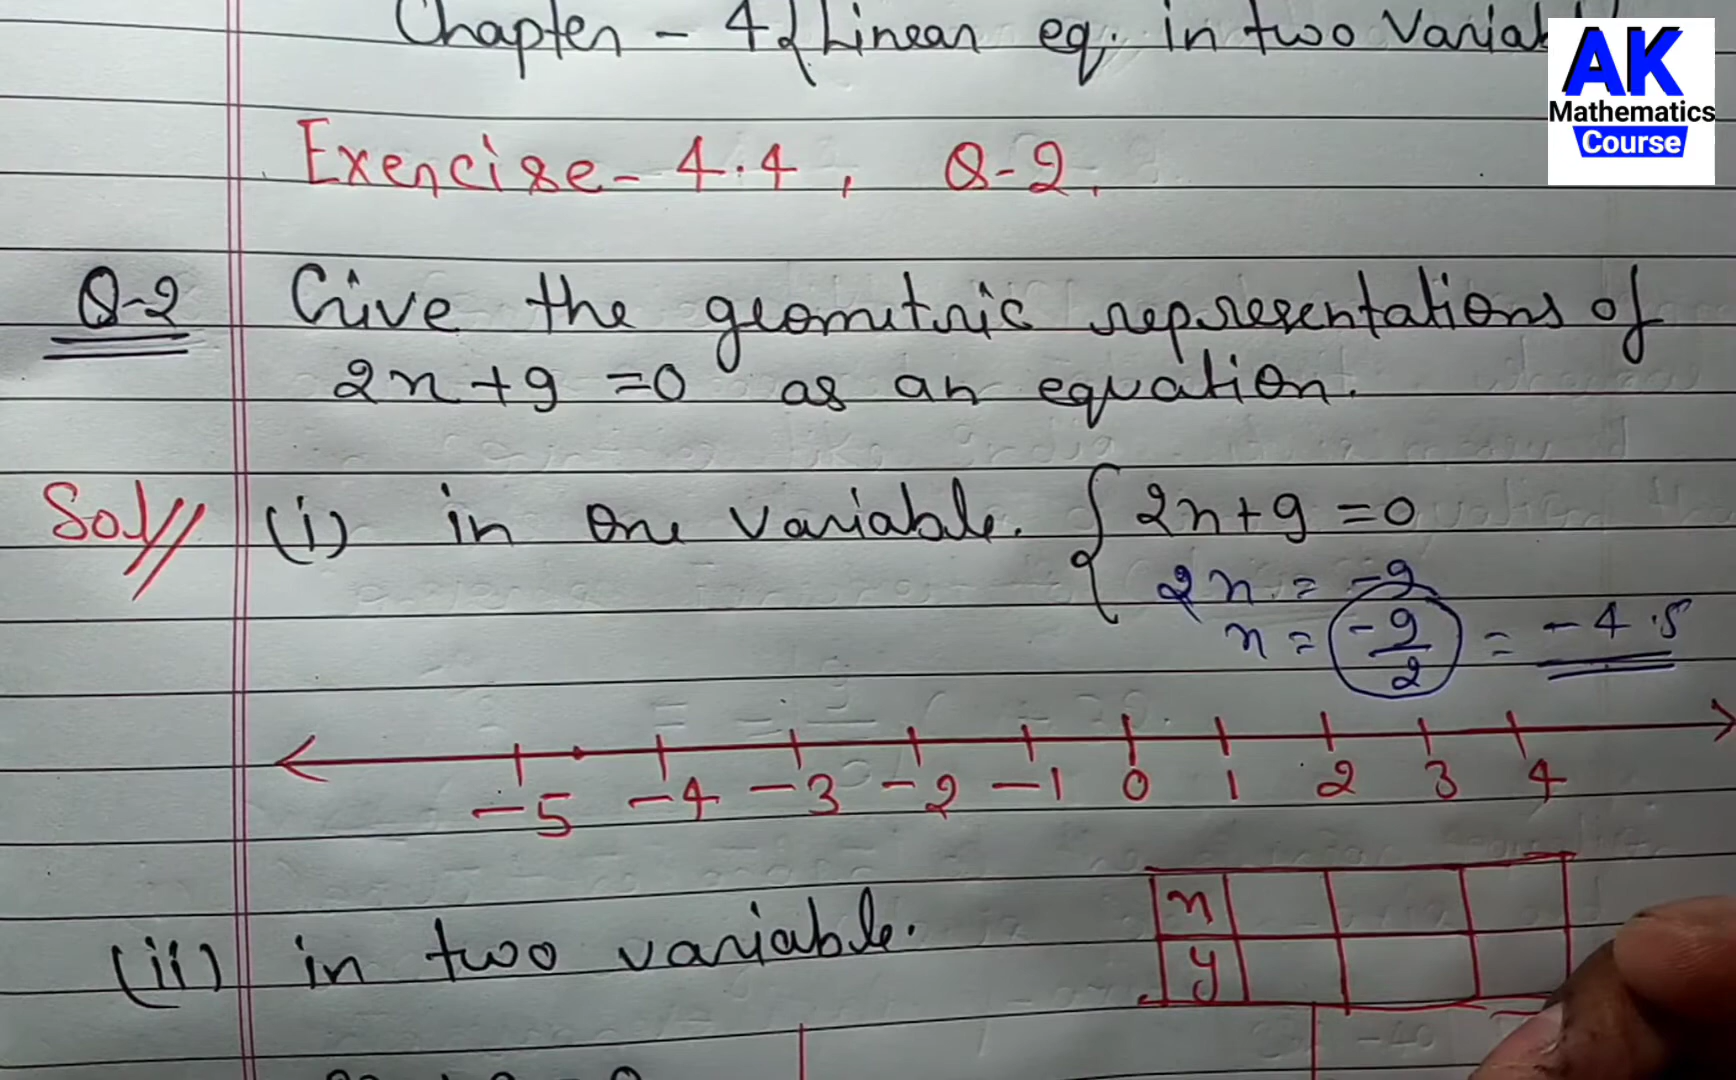 Chapter - 4 { Linear eq. in two Variab
AK
Mathematics
Course
Exercise - 4.4, Q-2.
Q-2 Give the geometric representations of
2x + 9 = 0 as an equation.
Sol// (i) in one variable. { 2x + 9 = 0
2x = -9
x = -9/2 = -4.5
-5 -4 -3 -2 -1 0 1 2 3 4
(ii) in two variable.
x
y